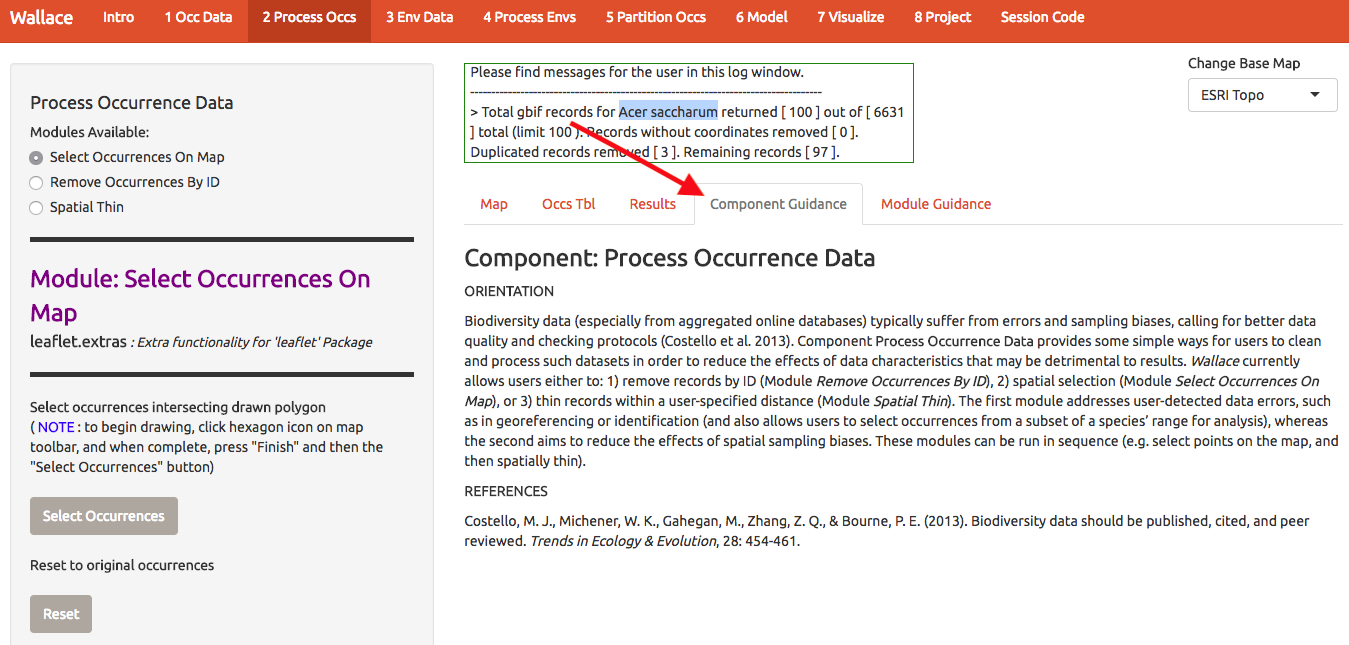 Wallace Intro 1 Occ Data 2 Process Occs 3 Env Data 4 Process Envs 5 Partition Occs 6 Model 7 Visualize 8 Project Session Code
Process Occurrence Data
Modules Available:
Select Occurrences On Map
Remove Occurrences By ID
Spatial Thin
Module: Select Occurrences On
Map
leaflet.extras : Extra functionality for 'leaflet' Package
Select occurrences intersecting drawn polygon
( NOTE : to begin drawing, click hexagon icon on map
toolbar, and when complete, press "Finish" and then the
"Select Occurrences" button)
Select Occurrences
Reset to original occurrences
Reset
Please find messages for the user in this log window.
--------------------------------------------------------------------------------------
> Total gbif records for Acer saccharum returned [ 100 ] out of [ 6631
] total (limit 100 ). Records without coordinates removed [ 0 ].
Duplicated records removed [ 3 ]. Remaining records [ 97 ].
Change Base Map
ESRI Topo
Map Occs Tbl Results Component Guidance Module Guidance
Component: Process Occurrence Data
ORIENTATION
Biodiversity data (especially from aggregated online databases) typically suffer from errors and sampling biases, calling for better data
quality and checking protocols (Costello et al. 2013). Component Process Occurrence Data provides some simple ways for users to clean
and process such datasets in order to reduce the effects of data characteristics that may be detrimental to results. Wallace currently
allows users either to: 1) remove records by ID (Module Remove Occurrences By ID), 2) spatial selection (Module Select Occurrences On
Map), or 3) thin records within a user-specified distance (Module Spatial Thin). The first module addresses user-detected data errors, such
as in georeferencing or identification (and also allows users to select occurrences from a subset of a species’ range for analysis), whereas
the second aims to reduce the effects of spatial sampling biases. These modules can be run in sequence (e.g. select points on the map, and
then spatially thin).
REFERENCES
Costello, M. J., Michener, W. K., Gahegan, M., Zhang, Z. Q., & Bourne, P. E. (2013). Biodiversity data should be published, cited, and peer
reviewed. Trends in Ecology & Evolution, 28: 454-461.